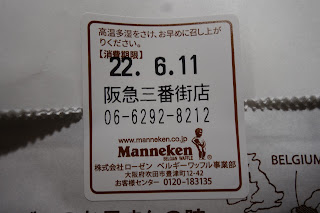 高温多湿をさけ、お早めに召し上が
りください。
【消費期限】
22. 6.11
阪急三番街店
06-6292-8212
www.manneken.co.jp
Manneken
BELGIAN WAFFLE
株式会社ローゼン ベルギーワッフル事業部
大阪府吹田市豊津町12-42
お客様センター 0120-183135
BELGIUM